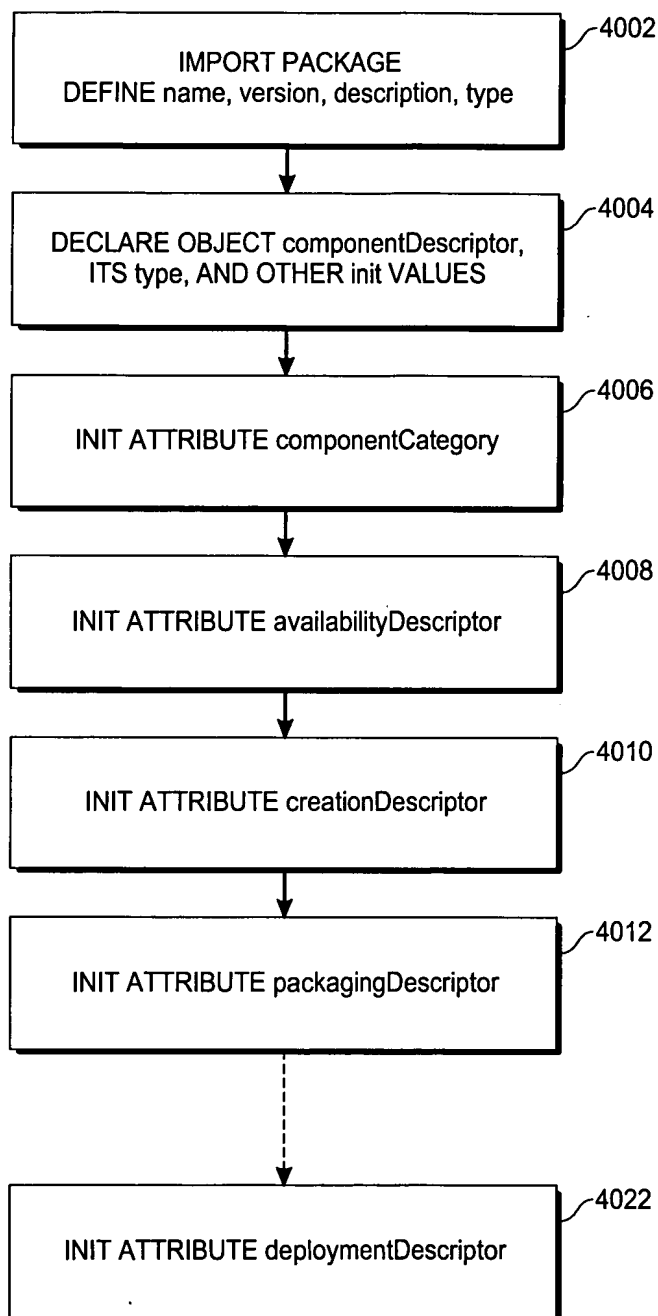 4002
IMPORT PACKAGE
DEFINE name, version, description, type
4004
DECLARE OBJECT componentDescriptor,
ITS type, AND OTHER init VALUES
4006
INIT ATTRIBUTE componentCategory
4008
INIT ATTRIBUTE availabilityDescriptor
4010
INIT ATTRIBUTE creationDescriptor
4012
INIT ATTRIBUTE packagingDescriptor
4022
INIT ATTRIBUTE deploymentDescriptor